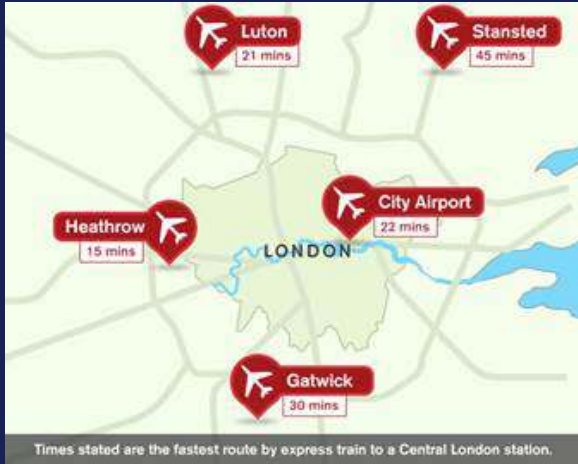 Luton
21 mins
Stansted
45 mins
City Airport
22 mins
Heathrow
15 mins
LONDON
Gatwick
30 mins
Times stated are the fastest route by express train to a Central London station.